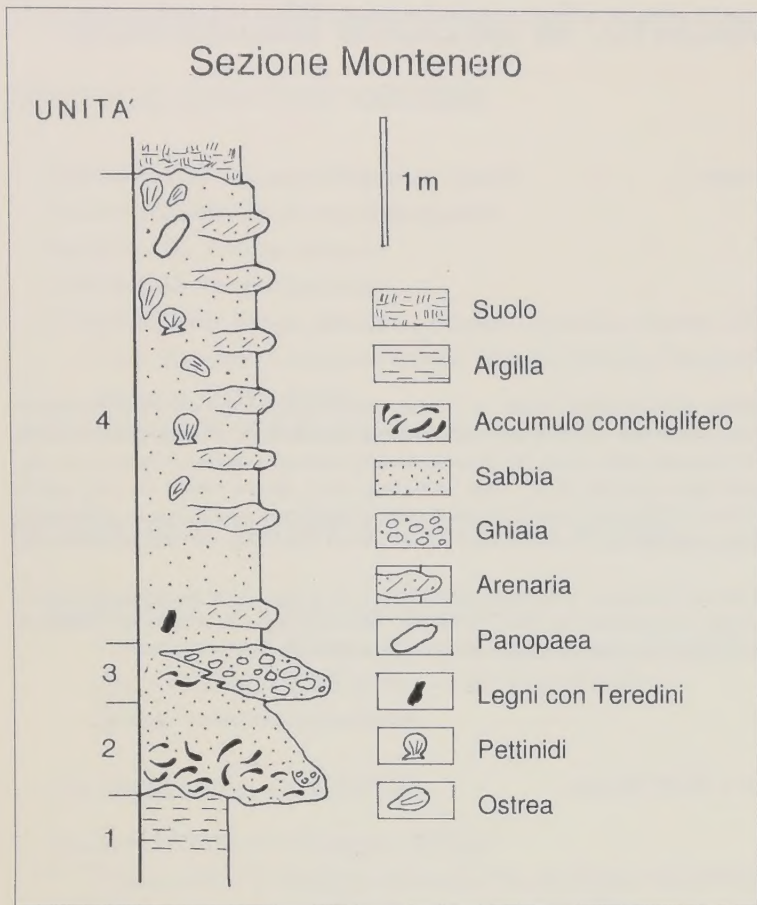 Sezione Montenero
UNITA'
1 m
4
3
2
1
Suolo
Argilla
Accumulo conchiglifero
Sabbia
Ghiaia
Arenaria
Panopaea
Legni con Teredini
Pettinidi
Ostrea